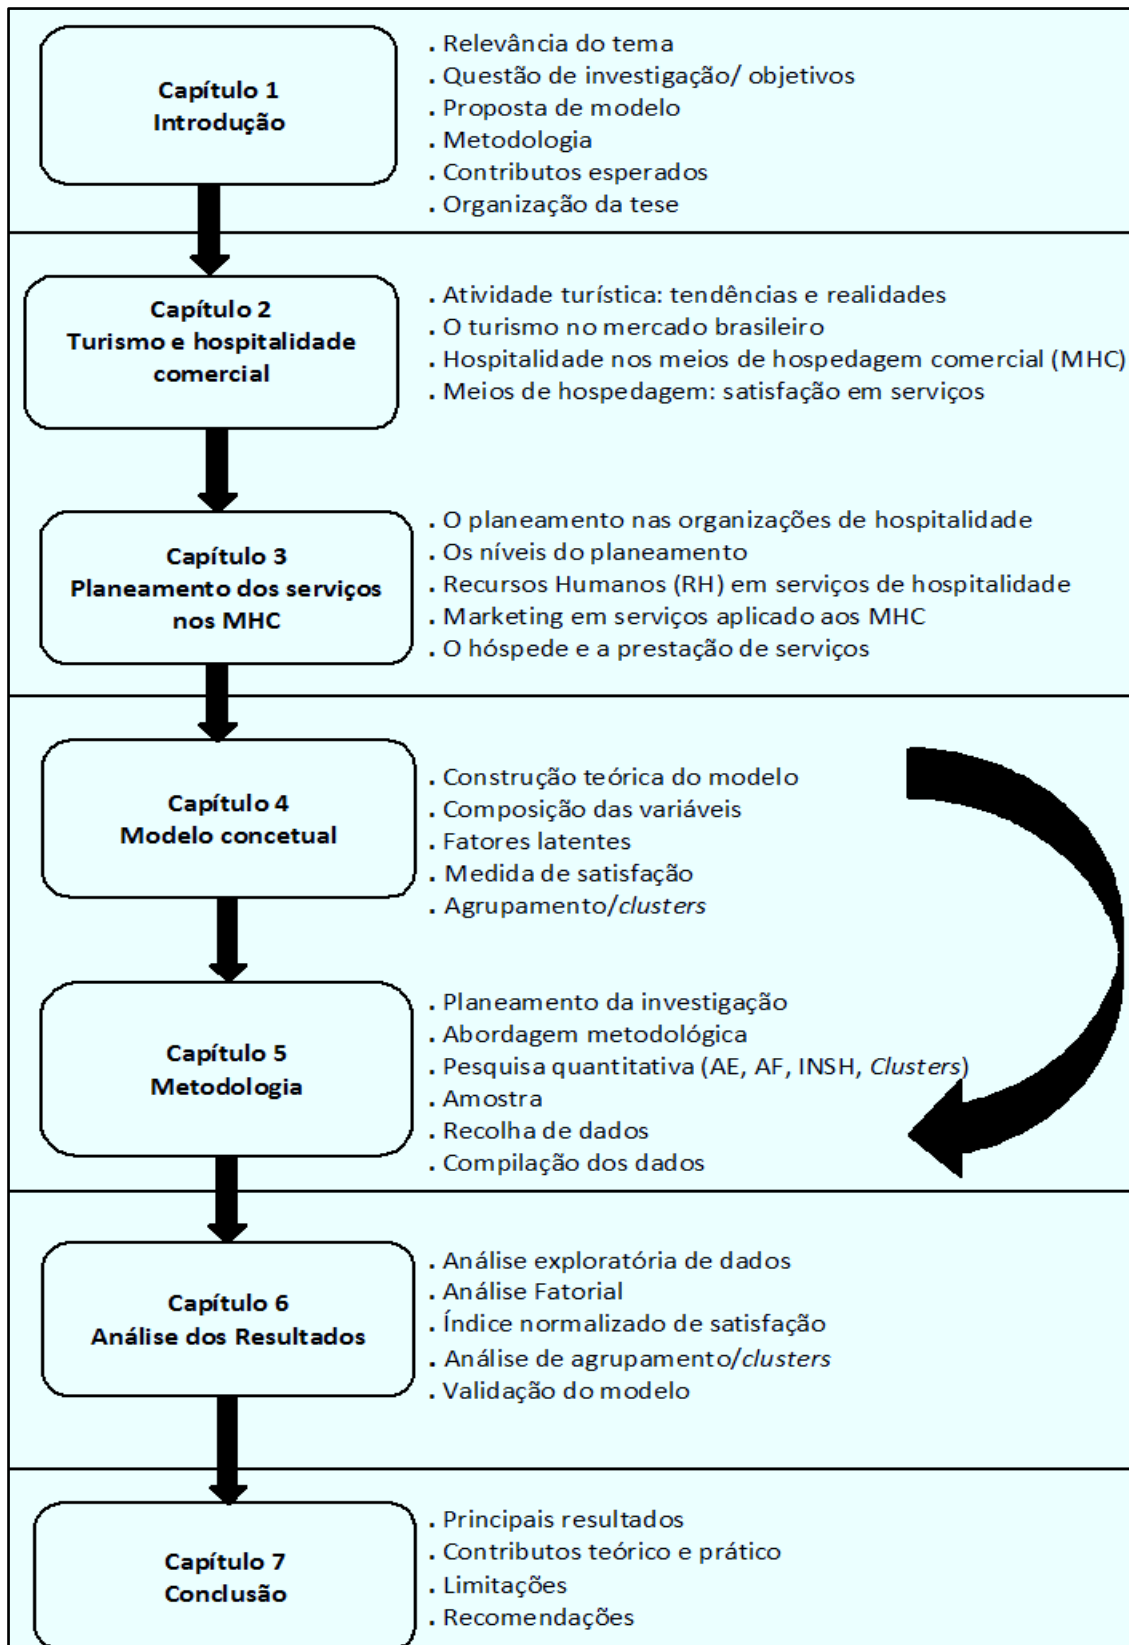 Capítulo 1
Introdução
. Relevância do tema
. Questão de investigação/ objetivos
. Proposta de modelo
. Metodologia
. Contributos esperados
. Organização da tese
Capítulo 2
Turismo e hospitalidade
comercial
. Atividade turística: tendências e realidades
. O turismo no mercado brasileiro
. Hospitalidade nos meios de hospedagem comercial (MHC)
. Meios de hospedagem: satisfação em serviços
Capítulo 3
Planeamento dos serviços
nos MHC
. O planeamento nas organizações de hospitalidade
. Os níveis do planeamento
. Recursos Humanos (RH) em serviços de hospitalidade
. Marketing em serviços aplicado aos MHC
. O hóspede e a prestação de serviços
Capítulo 4
Modelo concetual
. Construção teórica do modelo
. Composição das variáveis
. Fatores latentes
. Medida de satisfação
. Agrupamento/clusters
Capítulo 5
Metodologia
. Planeamento da investigação
. Abordagem metodológica
. Pesquisa quantitativa (AE, AF, INSH, Clusters)
. Amostra
. Recolha de dados
. Compilação dos dados
Capítulo 6
Análise dos Resultados
. Análise exploratória de dados
. Análise Fatorial
. Índice normalizado de satisfação
. Análise de agrupamento/clusters
. Validação do modelo
Capítulo 7
Conclusão
. Principais resultados
. Contributos teórico e prático
. Limitações
. Recomendações